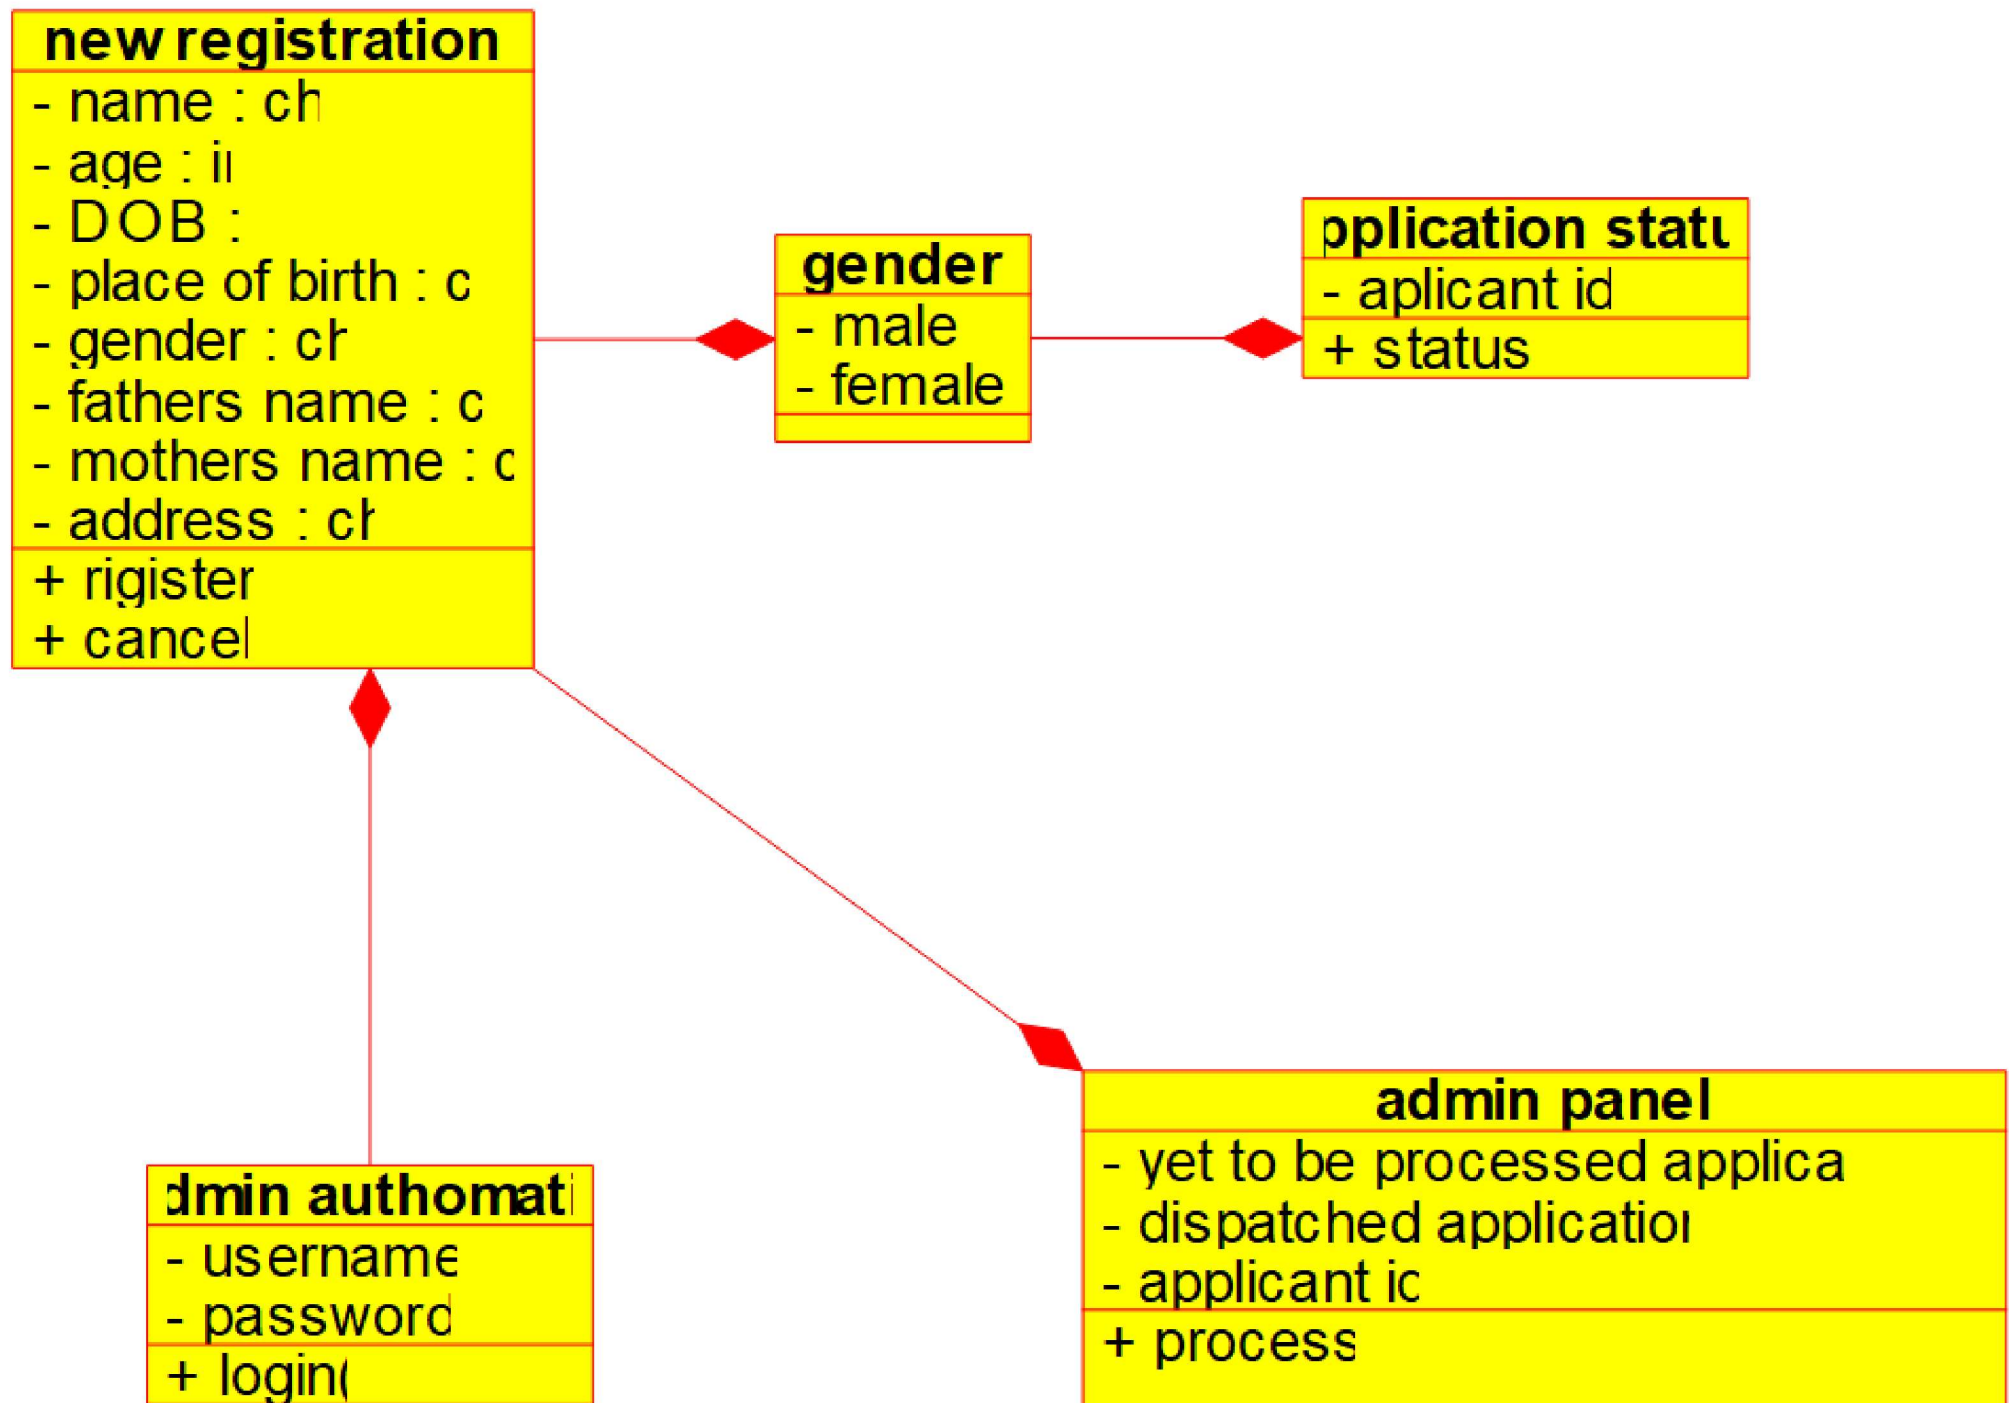 new registration
- name : ch
- age : i
- DOB :
- place of birth : c
- gender : ch
- fathers name : c
- mothers name : c
- address : ch
+ rigister
+ cancel
gender
- male
- female
pplication statu
- aplicant id
+ status
dmin authomati
- username
- password
+ login(
admin panel
- yet to be processed applica
- dispatched application
- applicant id
+ process